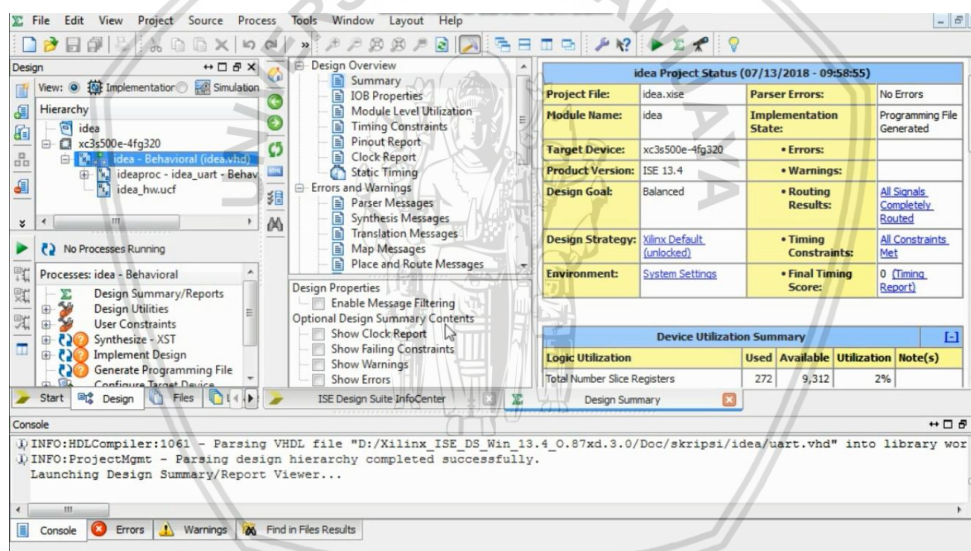 File Edit View Project Source Process Tools Window Layout Help
Design
View: Implementation Simulation
Hierarchy
idea
xc3s500e-4fg320
idea - Behavioral (idea.vhd)
ideaproc - idea_uart - Behav
idea_hw.ucf
No Processes Running
Processes: idea - Behavioral
Design Summary/Reports
Design Utilities
User Constraints
Synthesize - XST
Implement Design
Generate Programming File
Configure Target Device
Start Design Files
Design Overview
Summary
IOB Properties
Module Level Utilization
Timing Constraints
Pinout Report
Clock Report
Static Timing
Errors and Warnings
Parser Messages
Synthesis Messages
Translation Messages
Map Messages
Place and Route Messages
Design Properties
Enable Message Filtering
Optional Design Summary Contents
Show Clock Report
Show Failing Constraints
Show Warnings
Show Errors
ISE Design Suite InfoCenter
Design Summary
idea Project Status (07/13/2018 - 09:58:55)
Project File: idea.xise Parser Errors: No Errors
Module Name: idea Implementation State: Programming File Generated
Target Device: xc3s500e-4fg320 • Errors:
Product Version: ISE 13.4 • Warnings:
Design Goal: Balanced • Routing Results: All Signals Completely Routed
Design Strategy: Xilinx Default (unlocked) • Timing Constraints: All Constraints Met
Environment: System Settings • Final Timing Score: 0 (Timing Report)
Device Utilization Summary [-]
Logic Utilization Used Available Utilization Note(s)
Total Number Slice Registers 272 9,312 2%
Console
INFO:HDLCompiler:1061 - Parsing VHDL file "D:/Xilinx_ISE_DS_Win_13.4_O.87xd.3.0/Doc/skripsi/idea/uart.vhd" into library wor
INFO:ProjectMgmt - Parsing design hierarchy completed successfully.
Launching Design Summary/Report Viewer...
Console Errors Warnings Find in Files Results